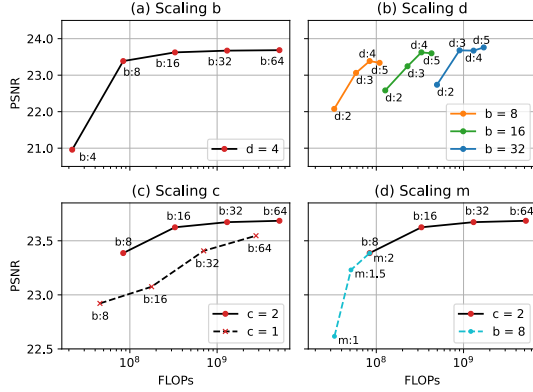 (a) Scaling b
PSNR
24.0
23.0
22.0
21.0
b:4
b:8
b:16
b:32
b:64
d = 4
(b) Scaling d
d:2
d:3
d:4
d:5
d:2
d:3
d:4
d:5
d:2
d:3
d:4
d:5
b = 8
b = 16
b = 32
(c) Scaling c
PSNR
23.5
23.0
22.5
b:8
b:16
b:32
b:64
b:8
b:16
b:32
b:64
c = 2
c = 1
10⁸
10⁹
FLOPs
(d) Scaling m
b:8
b:16
b:32
b:64
m:2
m:1.5
m:1
c = 2
b = 8
10⁸
10⁹
FLOPs